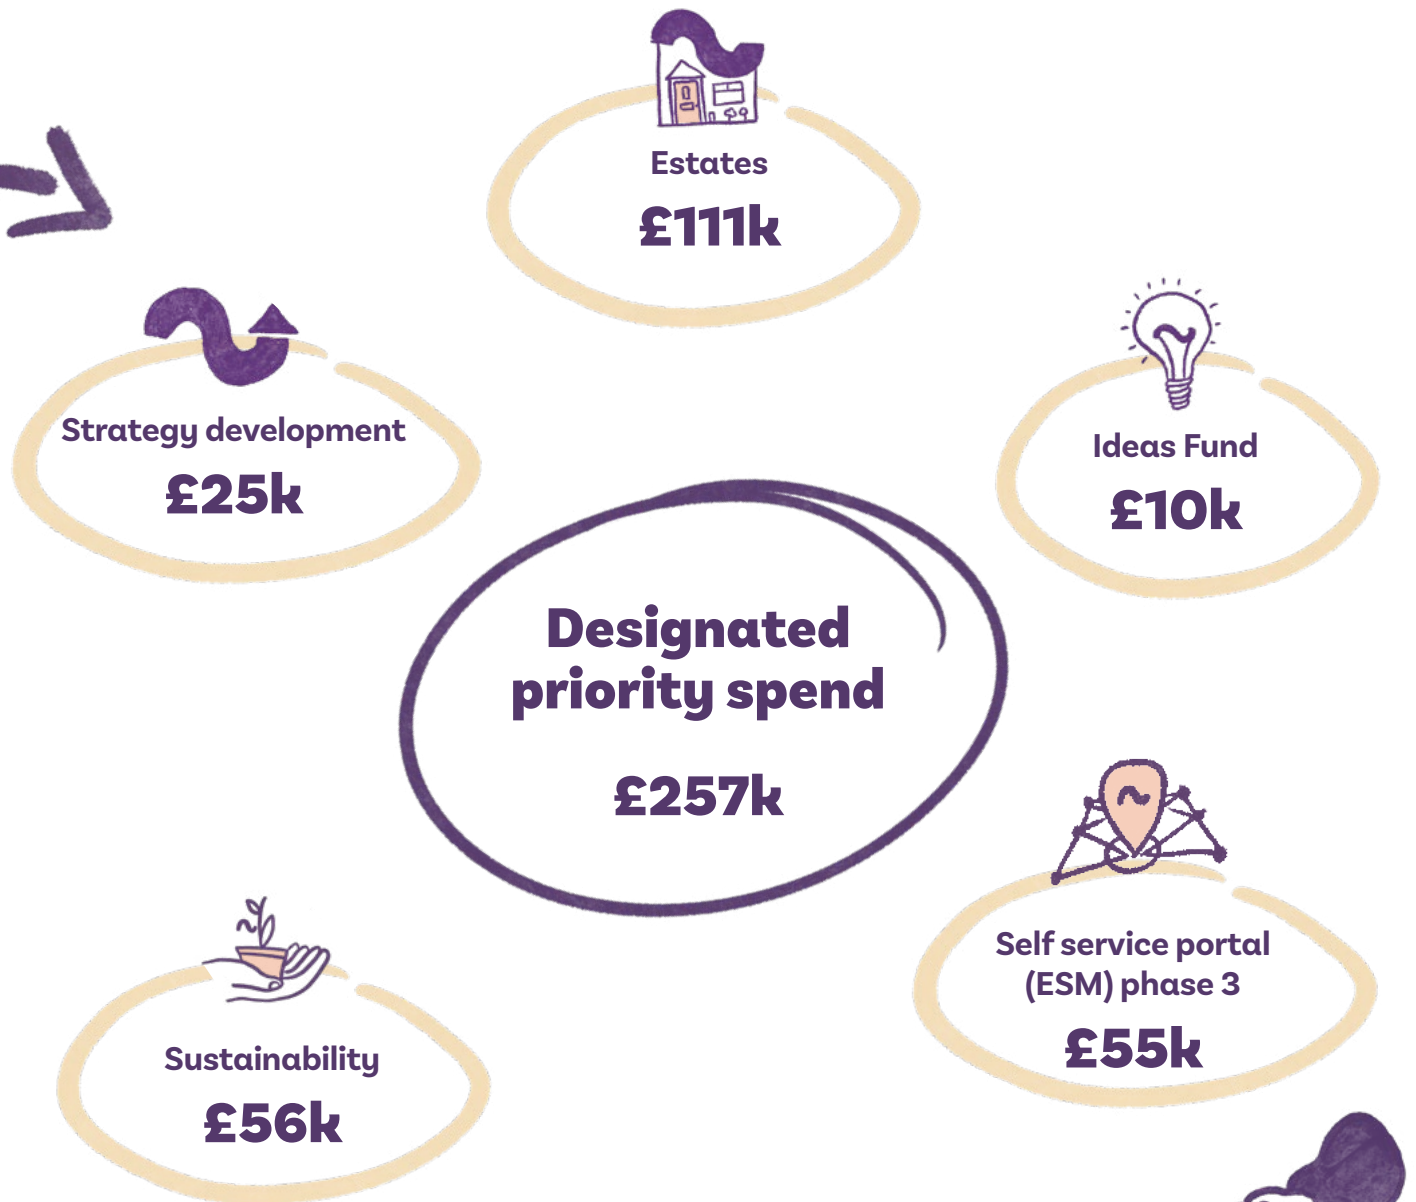 Estates
£111k
Strategy development
£25k
Ideas Fund
£10k
Designated
priority spend
£257k
Self service portal
(ESM) phase 3
£55k
Sustainability
£56k